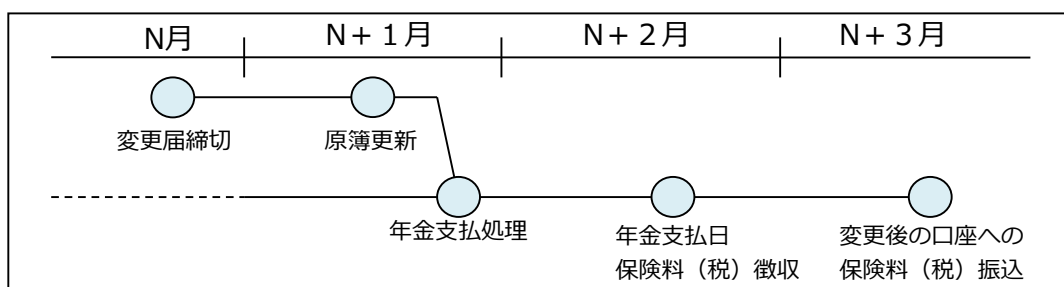 N月
N＋１月
N＋２月
N＋３月
変更届締切
原簿更新
年金支払処理
年金支払日
保険料（税）徴収
変更後の口座への
保険料（税）振込